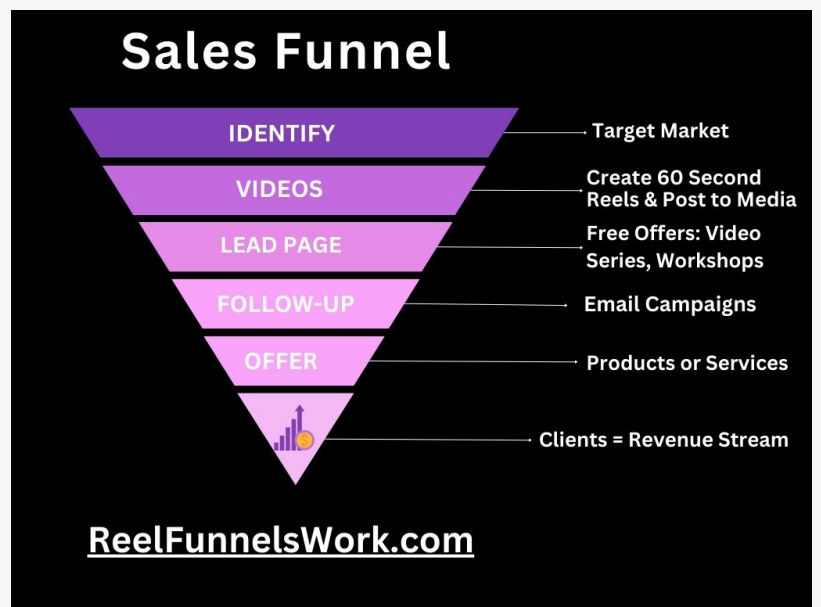 Sales Funnel
IDENTIFY
Target Market
VIDEOS
Create 60 Second
Reels & Post to Media
LEAD PAGE
Free Offers: Video
Series, Workshops
FOLLOW-UP
Email Campaigns
OFFER
Products or Services
$
Clients = Revenue Stream
ReelFunnelsWork.com